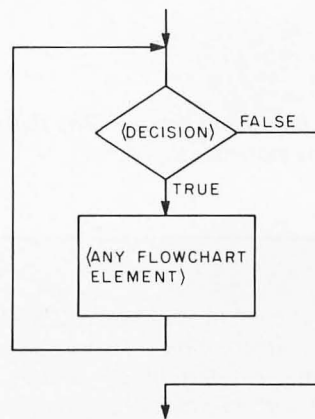 ⟨DECISION⟩
FALSE
TRUE
⟨ANY FLOWCHART
ELEMENT⟩